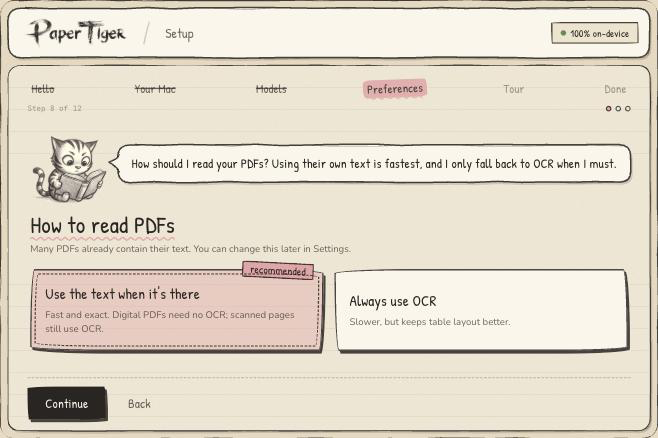 Paper Tiger / Setup
100% on-device
Hello Your Mac Models Preferences Tour Done
Step 8 of 12
How should I read your PDFs? Using their own text is fastest, and I only fall back to OCR when I must.
How to read PDFs
Many PDFs already contain their text. You can change this later in Settings.
recommended
Use the text when it's there
Fast and exact. Digital PDFs need no OCR; scanned pages
still use OCR.
Always use OCR
Slower, but keeps table layout better.
Continue Back